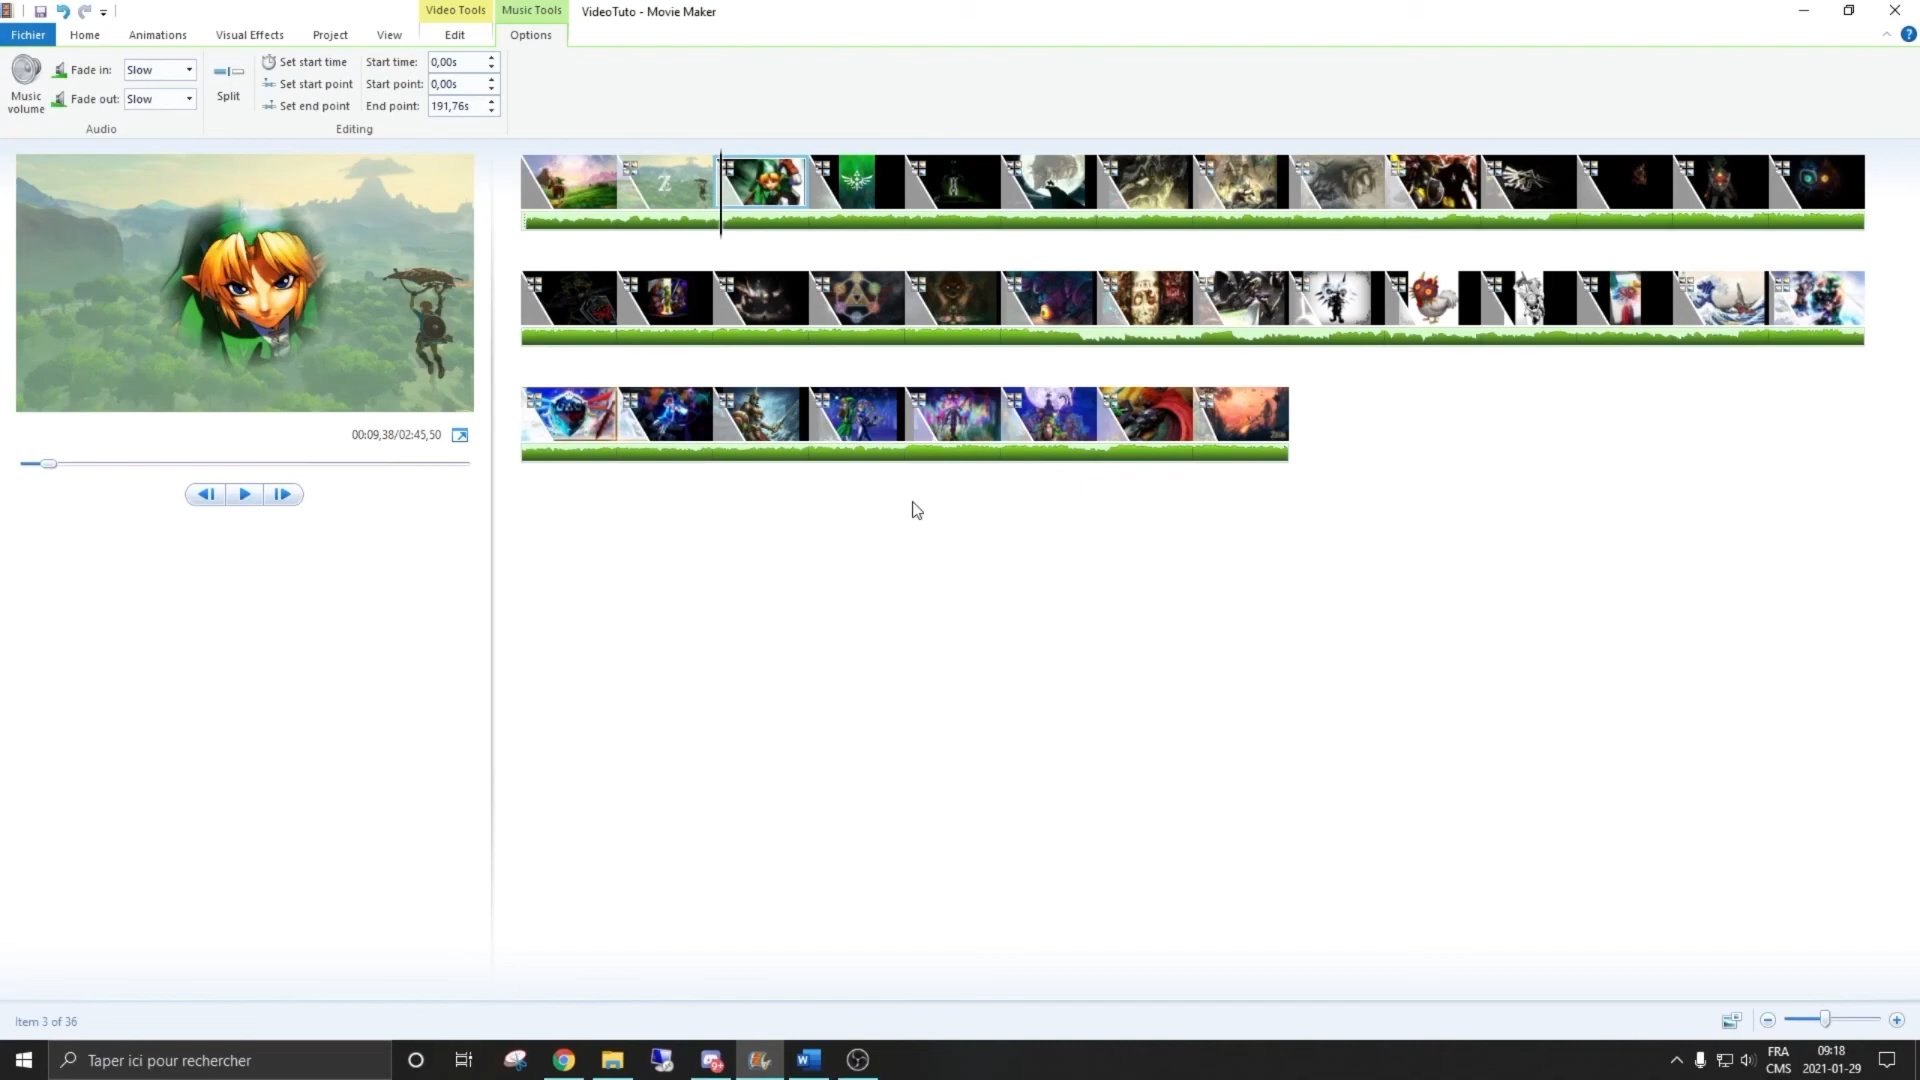 Video Tools
Music Tools
VideoTuto - Movie Maker
Fichier
Home
Animations
Visual Effects
Project
View
Edit
Options
Music volume
Fade in:
Slow
Fade out:
Slow
Audio
Split
Set start time
Set start point
Set end point
Start time:
0,00s
Start point:
0,00s
End point:
191,76s
Editing
Z
00:09,38/02:45,50
Item 3 of 36
Taper ici pour rechercher
9+
W
FRA
CMS
09:18
2021-01-29